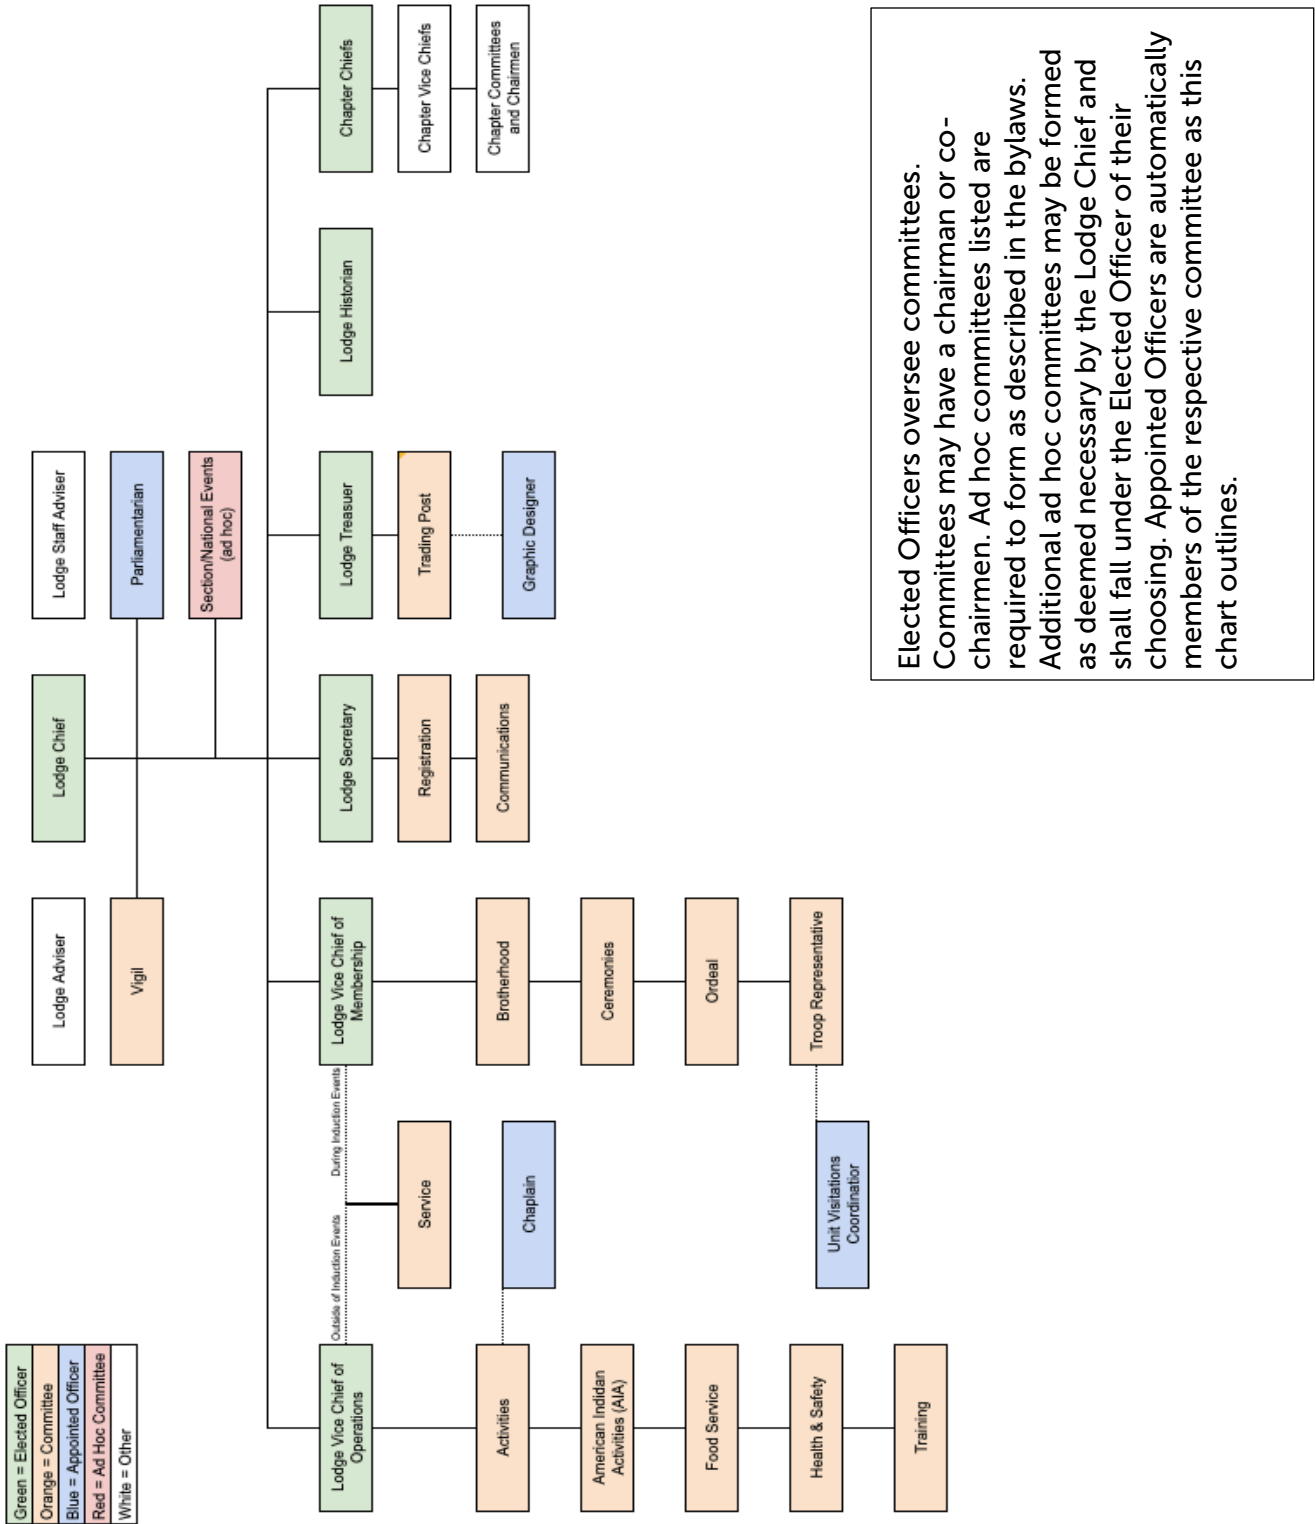 Green = Elected Officer
Orange = Committee
Blue = Appointed Officer
Red = Ad Hoc Committee
White = Other
Lodge Adviser
Lodge Chief
Lodge Staff Adviser
Vigil
Parliamentarian
Section/National Events
(ad hoc)
Lodge Vice Chief of
Operations
Outside of Induction Events
During Induction Events
Lodge Vice Chief of
Membership
Lodge Secretary
Lodge Treasuer
Lodge Historian
Chapter Chiefs
Service
Registration
Trading Post
Chapter Vice Chiefs
Activities
Chaplain
Brotherhood
Communications
Graphic Designer
Chapter Committees
and Chairmen
American Indidan
Activities (AIA)
Ceremonies
Food Service
Ordeal
Health & Safety
Unit Visitations
Coordinatior
Troop Representative
Training
Elected Officers oversee committees.
Committees may have a chairman or co-
chairmen. Ad hoc committees listed are
required to form as described in the bylaws.
Additional ad hoc committees may be formed
as deemed necessary by the Lodge Chief and
shall fall under the Elected Officer of their
choosing. Appointed Officers are automatically
members of the respective committee as this
chart outlines.